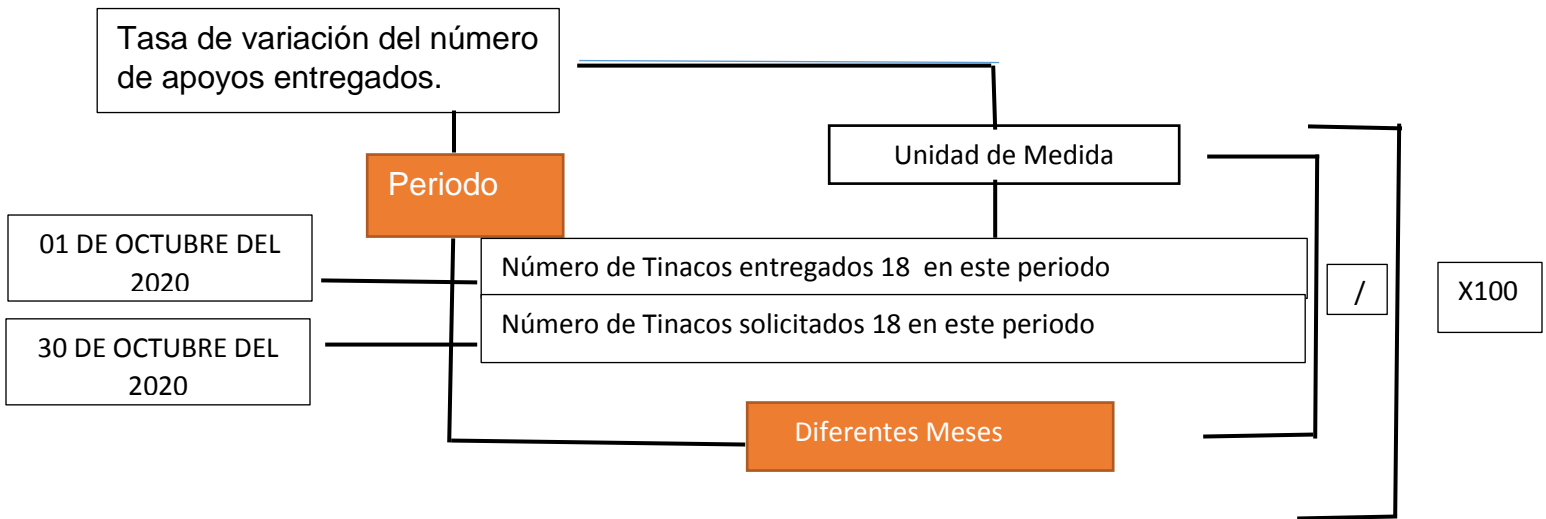 Tasa de variación del número
de apoyos entregados.
Unidad de Medida
Periodo
01 DE OCTUBRE DEL
2020
Número de Tinacos entregados 18 en este periodo
/
X100
Número de Tinacos solicitados 18 en este periodo
30 DE OCTUBRE DEL
2020
Diferentes Meses